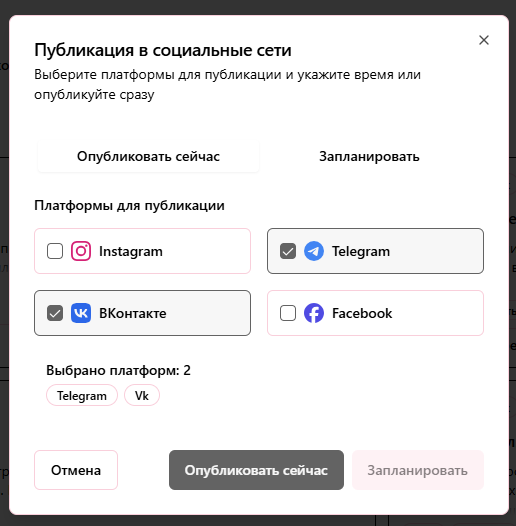 Публикация в социальные сети
Выберите платформы для публикации и укажите время или
опубликуйте сразу
Опубликовать сейчас
Запланировать
Платформы для публикации
Instagram
Telegram
ВКонтакте
Facebook
Выбрано платформ: 2
Telegram
Vk
Отмена
Опубликовать сейчас
Запланировать